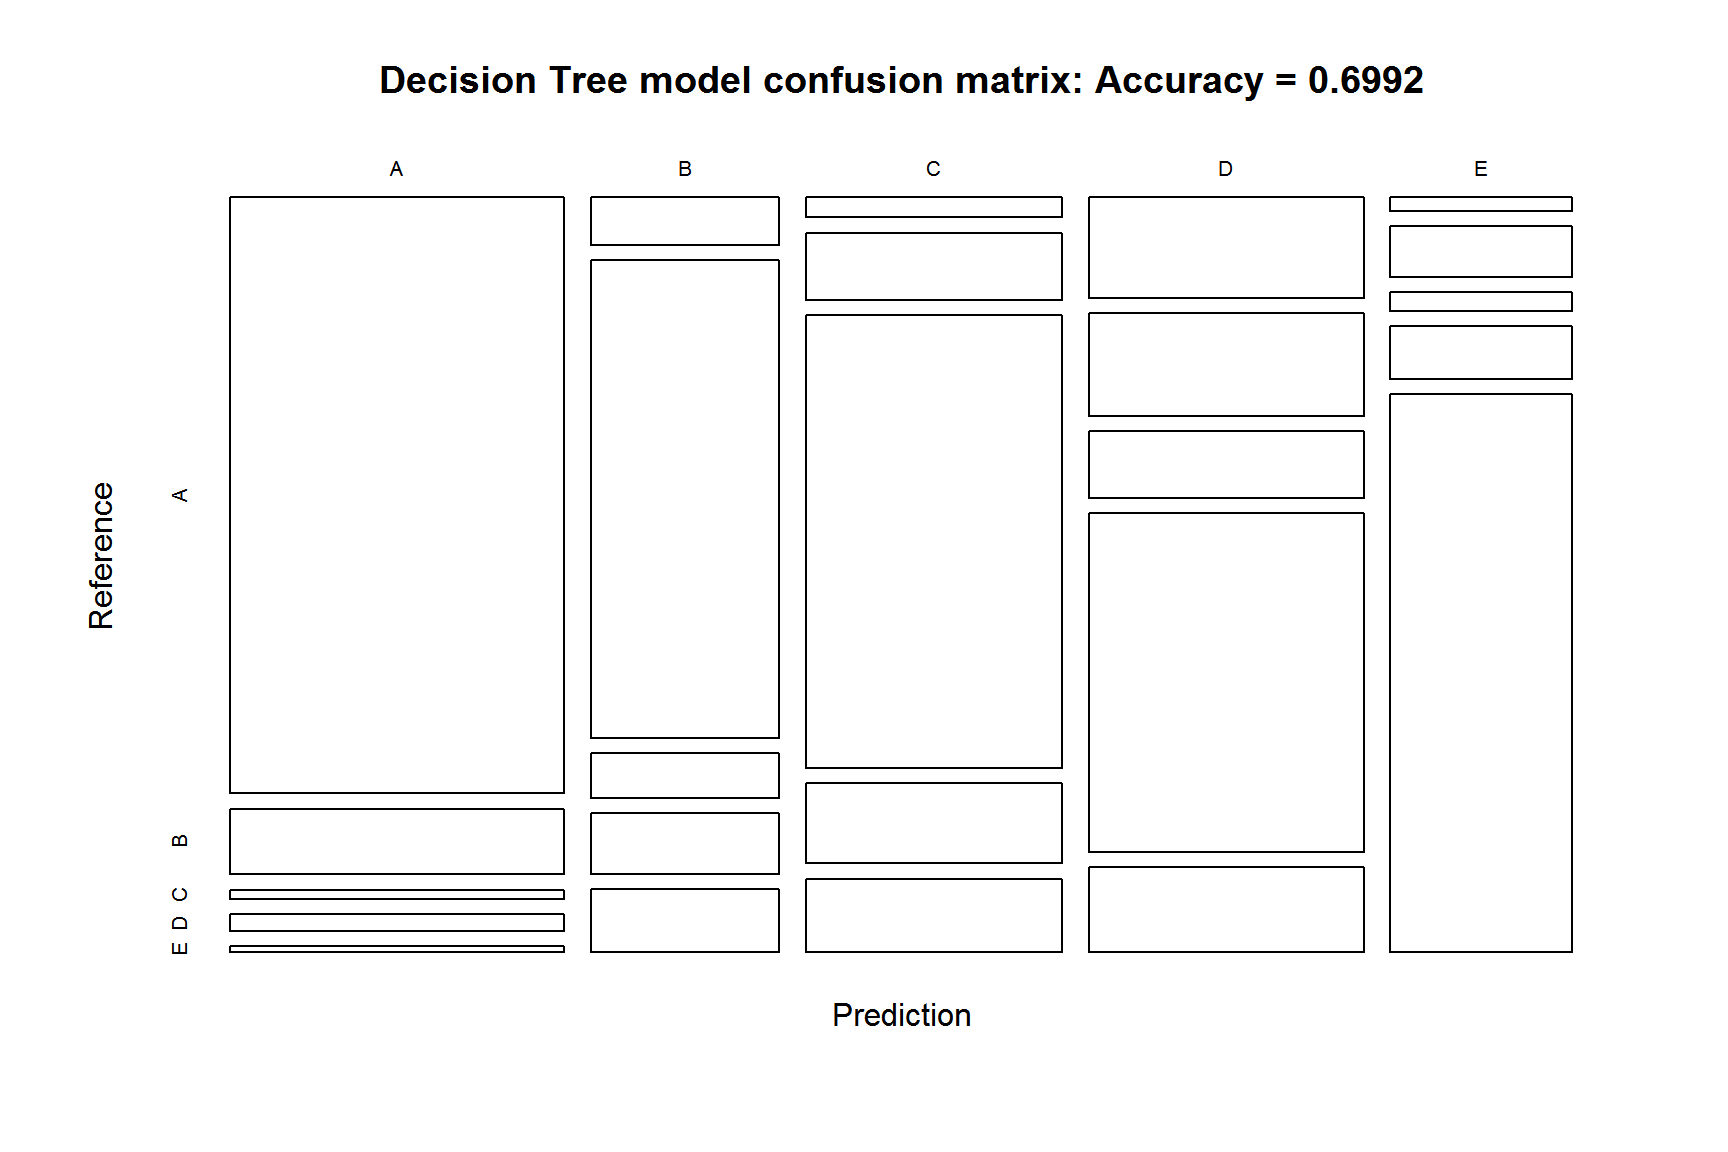 Decision Tree model confusion matrix: Accuracy = 0.6992
A B C D E
Reference
A
B
C
D
E
Prediction